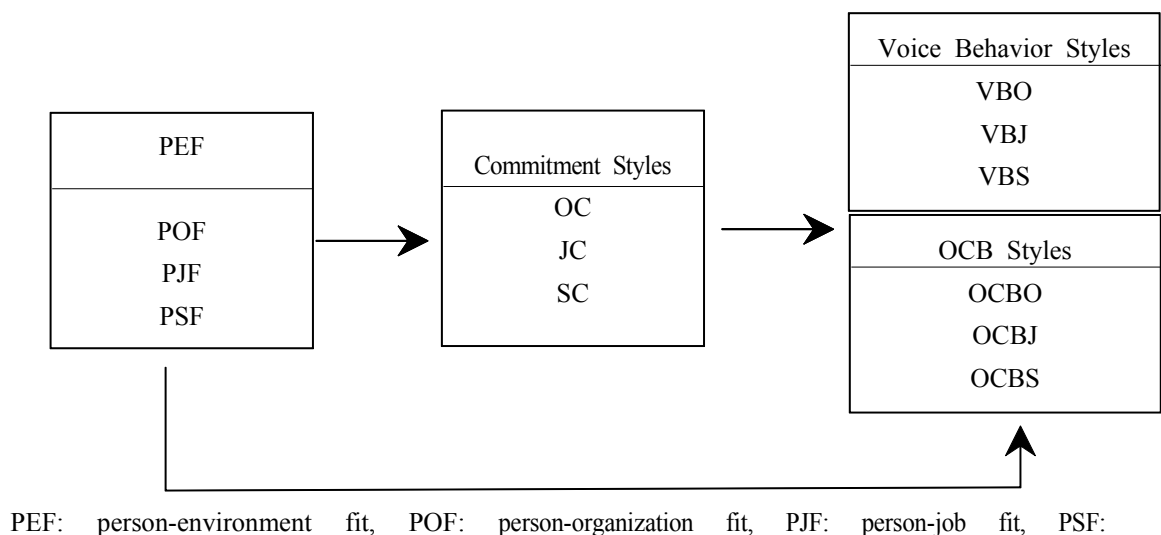 PEF
POF
PJF
PSF
Commitment Styles
OC
JC
SC
Voice Behavior Styles
VBO
VBJ
VBS
OCB Styles
OCBO
OCBJ
OCBS
PEF: person-environment fit, POF: person-organization fit, PJF: person-job fit, PSF: